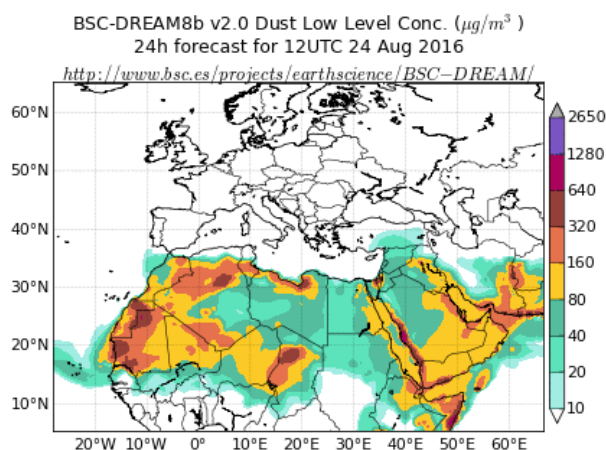 BSC-DREAM8b v2.0 Dust Low Level Conc. (μg/m³ )
24h forecast for 12UTC 24 Aug 2016
http://www.bsc.es/projects/earthscience/BSC−DREAM/
60°N
50°N
40°N
30°N
20°N
10°N
20°W 10°W 0° 10°E 20°E 30°E 40°E 50°E 60°E
2650
1280
640
320
160
80
40
20
10